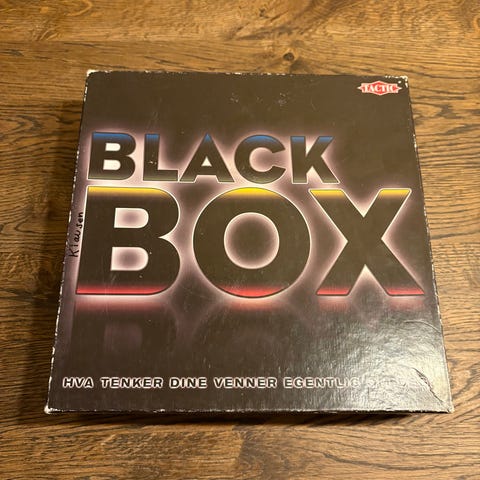 TACTIC
BLACK
BOX
Klausen
HVA TENKER DINE VENNER EGENTLIG